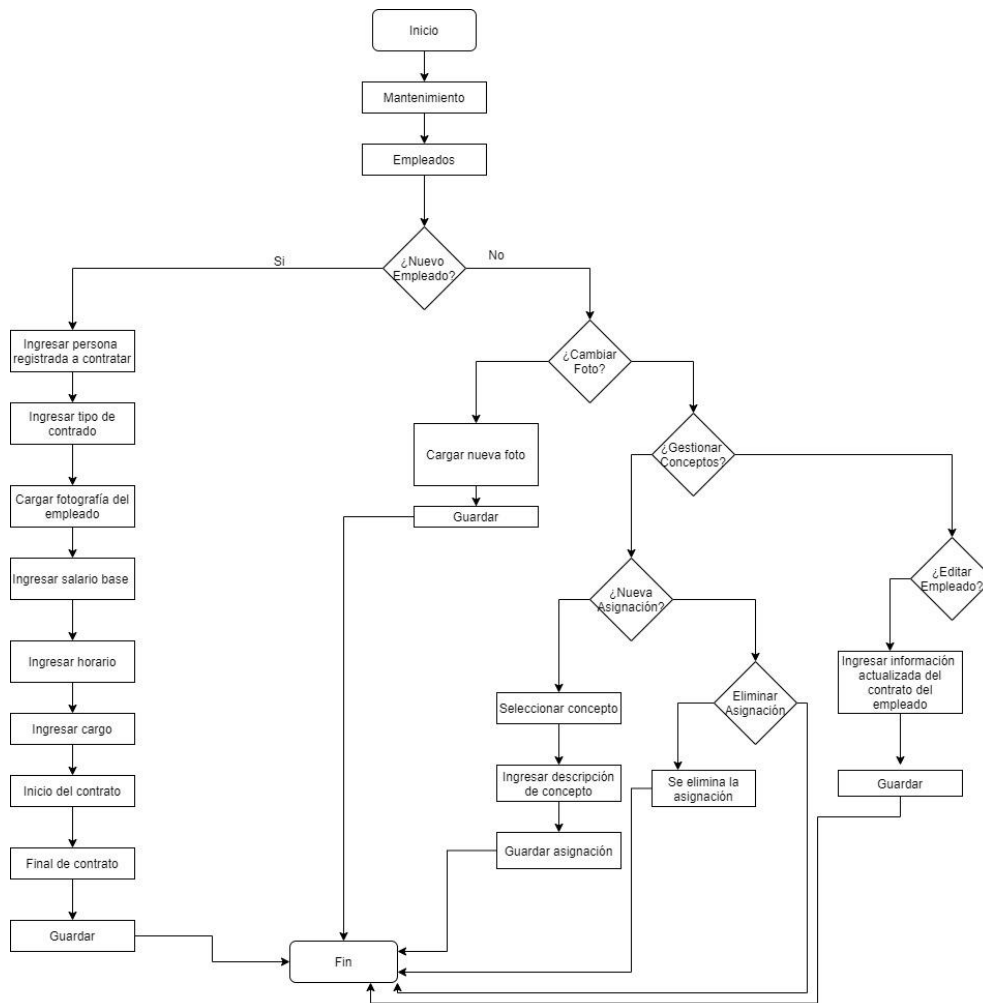 Inicio
Mantenimiento
Empleados
¿Nuevo
Empleado?
Si
No
Ingresar persona
registrada a contratar
Ingresar tipo de
contrado
Cargar fotografía del
empleado
Ingresar salario base
Ingresar horario
Ingresar cargo
Inicio del contrato
Final de contrato
Guardar
¿Cambiar
Foto?
Cargar nueva foto
Guardar
¿Gestionar
Conceptos?
¿Nueva
Asignación?
Seleccionar concepto
Ingresar descripción
de concepto
Guardar asignación
Eliminar
Asignación
Se elimina la
asignación
¿Editar
Empleado?
Ingresar información
actualizada del
contrato del
empleado
Guardar
Fin